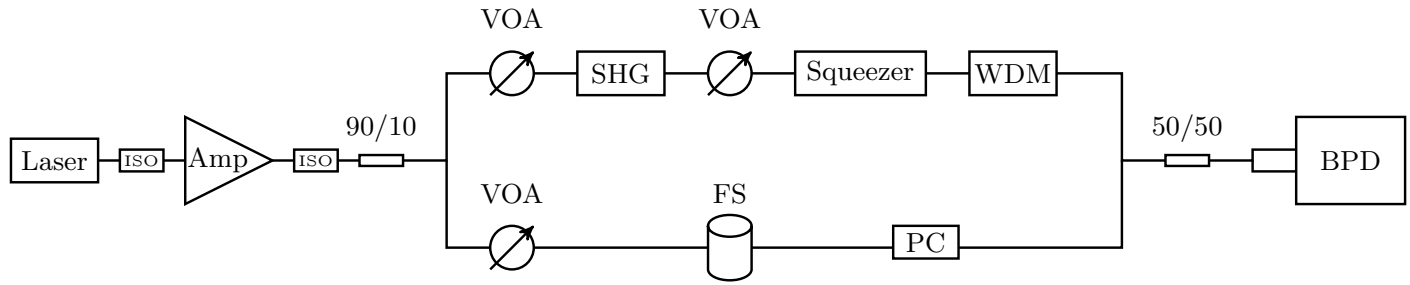 VOA
VOA
SHG
Squeezer
WDM
90/10
50/50
Laser
ISO
Amp
ISO
BPD
VOA
FS
PC